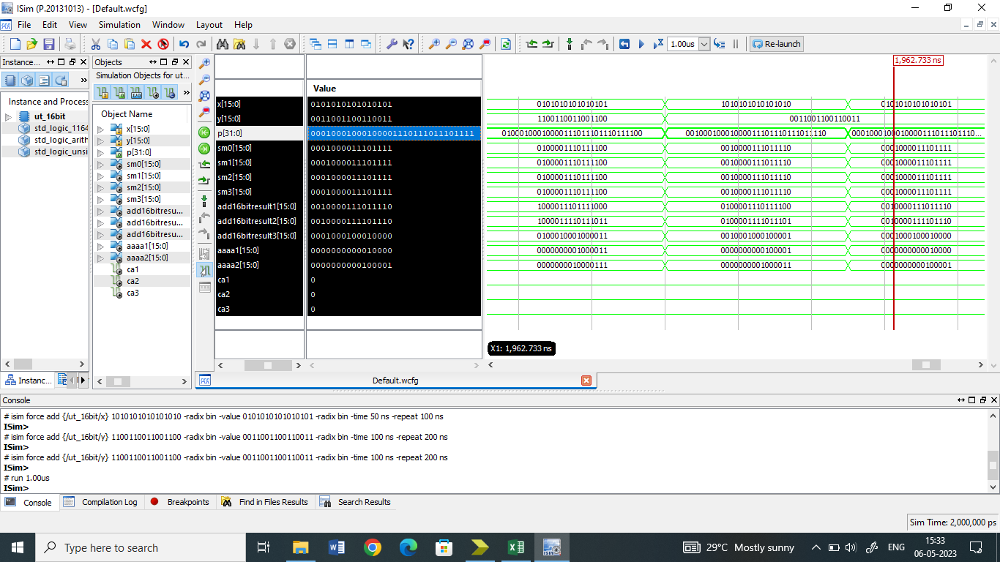 ISim (P.20131013) - [Default.wcfg]
File Edit View Simulation Window Layout Help
1.00us
Re-launch
Instance...
Instance and Process
ut_16bit
std_logic_1164
std_logic_arith
std_logic_unsi
Instanc...
Objects
Simulation Objects for ut...
Object Name
x[15:0]
y[15:0]
p[31:0]
sm0[15:0]
sm1[15:0]
sm2[15:0]
sm3[15:0]
add16bitresu...
add16bitresu...
add16bitresu...
aaaa1[15:0]
aaaa2[15:0]
ca1
ca2
ca3
Value
1,962.733 ns
x[15:0] 0101010101010101 0101010101010101 1010101010101010 0101010101010101
y[15:0] 0011001100110011 1100110011001100 0011001100110011
p[31:0] 00010001000100001110111011101111 01000100010000111011101110111100 00100010001000011101110111011110 0001000100010000111011101110...
sm0[15:0] 0001000011101111 0100001110111100 0010000111011110 0001000011101111
sm1[15:0] 0001000011101111 0100001110111100 0010000111011110 0001000011101111
sm2[15:0] 0001000011101111 0100001110111100 0010000111011110 0001000011101111
sm3[15:0] 0001000011101111 0100001110111100 0010000111011110 0001000011101111
add16bitresult1[15:0] 0010000111011110 1000011101111000 0100001110111100 0010000111011110
add16bitresult2[15:0] 0010000111101110 1000011110111011 0100001111011101 0010000111101110
add16bitresult3[15:0] 0001000100010000 0100010001000011 0010001000100001 0001000100010000
aaaa1[15:0] 0000000000010000 0000000001000011 0000000000100001 0000000000010000
aaaa2[15:0] 0000000000100001 0000000010000111 0000000001000011 0000000000100001
ca1 0
ca2 0
ca3 0
X1: 1,962.733 ns
Default.wcfg
Console
# isim force add {/ut_16bit/x} 1010101010101010 -radix bin -value 0101010101010101 -radix bin -time 50 ns -repeat 100 ns
ISim>
# isim force add {/ut_16bit/y} 1100110011001100 -radix bin -value 0011001100110011 -radix bin -time 100 ns -repeat 200 ns
ISim>
# isim force add {/ut_16bit/y} 1100110011001100 -radix bin -value 0011001100110011 -radix bin -time 100 ns -repeat 200 ns
ISim>
# run 1.00us
ISim>
Console Compilation Log Breakpoints Find in Files Results Search Results
Sim Time: 2,000,000 ps
Type here to search
29°C Mostly sunny
ENG
15:33
06-05-2023